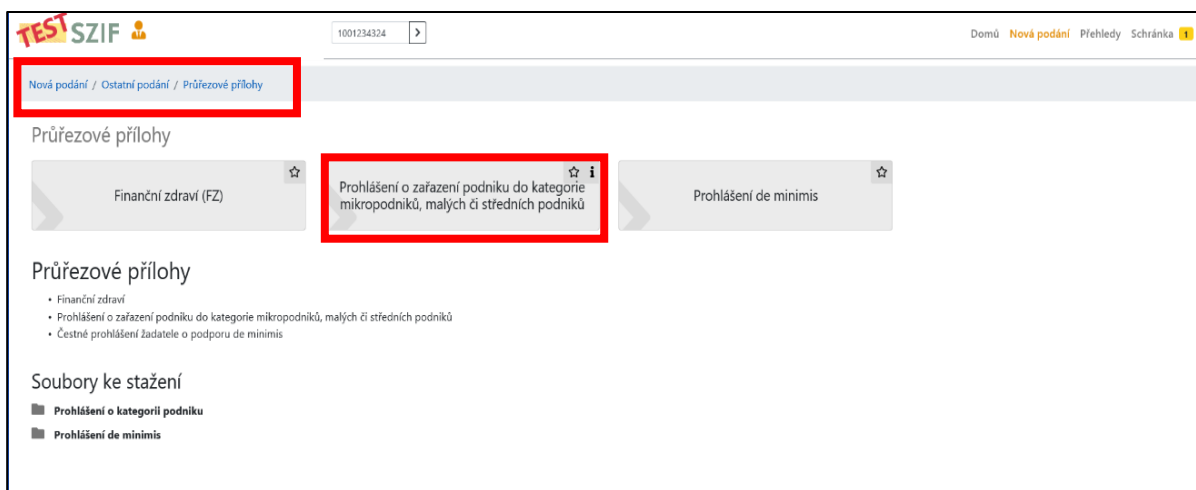 TEST SZIF
1001234324
Domů Nová podání Přehledy Schránka 1
Nová podání / Ostatní podání / Průřezové přílohy
Průřezové přílohy
Finanční zdraví (FZ)
Prohlášení o zařazení podniku do kategorie
mikropodniků, malých či středních podniků
Prohlášení de minimis
Průřezové přílohy
• Finanční zdraví
• Prohlášení o zařazení podniku do kategorie mikropodniků, malých či středních podniků
• Čestné prohlášení žadatele o podporu de minimis
Soubory ke stažení
Prohlášení o kategorii podniku
Prohlášení de minimis